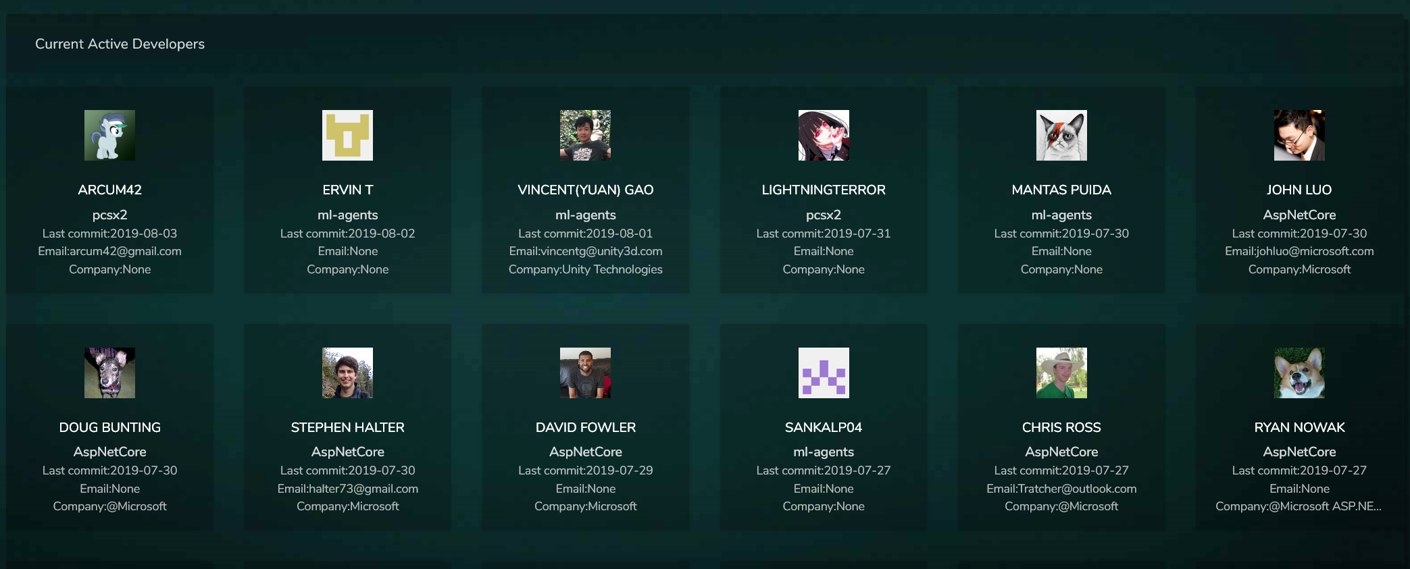 Current Active Developers
ARCUM42
pcsx2
Last commit:2019-08-03
Email:arcum42@gmail.com
Company:None
ERVIN T
ml-agents
Last commit:2019-08-02
Email:None
Company:None
VINCENT(YUAN) GAO
ml-agents
Last commit:2019-08-01
Email:vincentg@unity3d.com
Company:Unity Technologies
LIGHTNINGTERROR
pcsx2
Last commit:2019-07-31
Email:None
Company:None
MANTAS PUIDA
ml-agents
Last commit:2019-07-30
Email:None
Company:None
JOHN LUO
AspNetCore
Last commit:2019-07-30
Email:johluo@microsoft.com
Company:Microsoft
DOUG BUNTING
AspNetCore
Last commit:2019-07-30
Email:None
Company:@Microsoft
STEPHEN HALTER
AspNetCore
Last commit:2019-07-30
Email:halter73@gmail.com
Company:Microsoft
DAVID FOWLER
AspNetCore
Last commit:2019-07-29
Email:None
Company:Microsoft
SANKALP04
ml-agents
Last commit:2019-07-27
Email:None
Company:None
CHRIS ROSS
AspNetCore
Last commit:2019-07-27
Email:Tratcher@outlook.com
Company:@Microsoft
RYAN NOWAK
AspNetCore
Last commit:2019-07-27
Email:None
Company:@Microsoft ASP.NE...